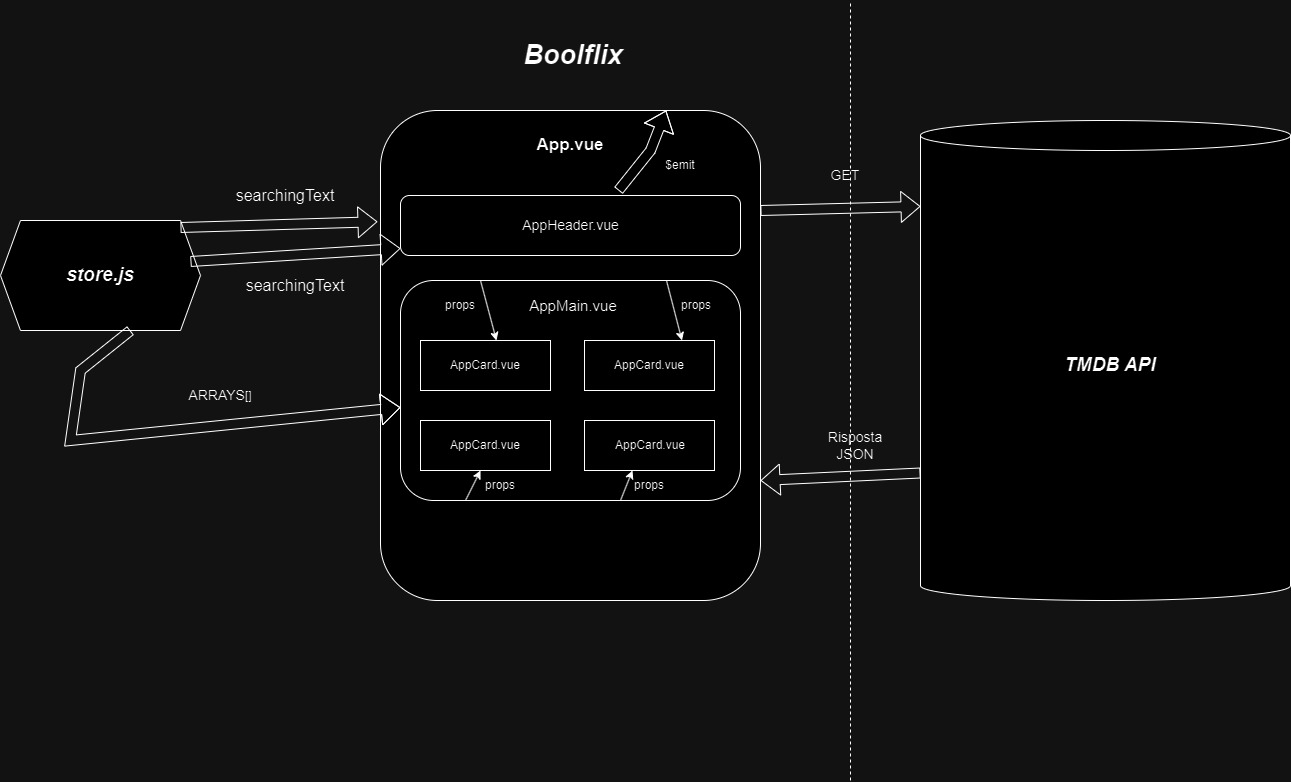 Boolflix
App.vue
$emit
GET
searchingText
AppHeader.vue
store.js
searchingText
props
AppMain.vue
props
AppCard.vue
AppCard.vue
TMDB API
ARRAYS[]
AppCard.vue
AppCard.vue
Risposta
JSON
props
props